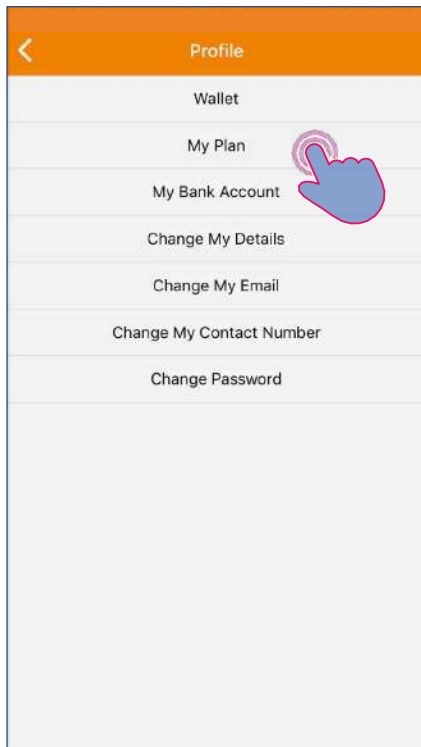 Profile
Wallet
My Plan
My Bank Account
Change My Details
Change My Email
Change My Contact Number
Change Password